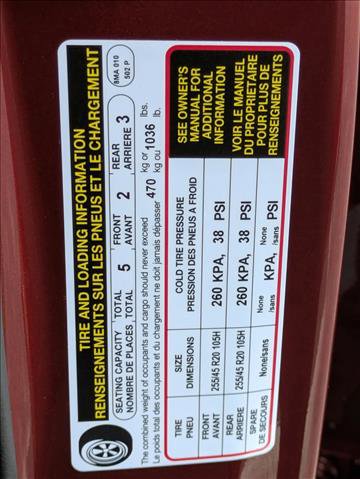 TIRE AND LOADING INFORMATION
RENSEIGNEMENTS SUR LES PNEUS ET LE CHARGEMENT
8MA 010
502 P
SEATING CAPACITY TOTAL 5 FRONT 2 REAR 3
NOMBRE DE PLACES TOTAL AVANT ARRIERE
The combined weight of occupants and cargo should never exceed 470 kg or 1036 lbs.
Le poids total des occupants et du chargement ne doit jamais dépasser kg ou lb.
TIRE SIZE COLD TIRE PRESSURE
PNEU DIMENSIONS PRESSION DES PNEUS A FROID
FRONT 255/45 R20 105H 260 KPA, 38 PSI
AVANT
REAR 255/45 R20 105H 260 KPA, 38 PSI
ARRIERE
SPARE None/sans None KPA, None PSI
DE SECOURS /sans /sans
SEE OWNER'S
MANUAL FOR
ADDITIONAL
INFORMATION
VOIR LE MANUEL
DU PROPRIETAIRE
POUR PLUS DE
RENSEIGNEMENTS